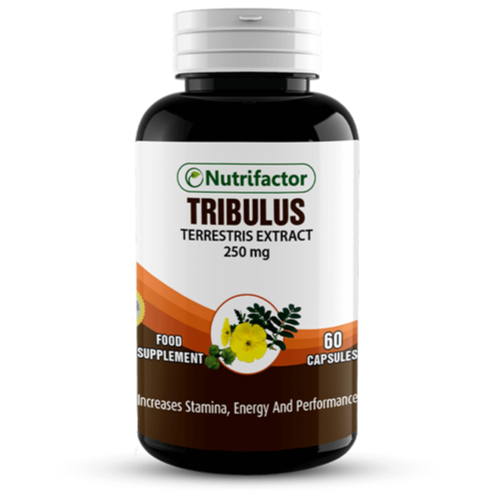 Nutrifactor
TRIBULUS
TERRESTRIS EXTRACT
250 mg
FOOD
SUPPLEMENT
60
CAPSULES
Increases Stamina, Energy And Performance